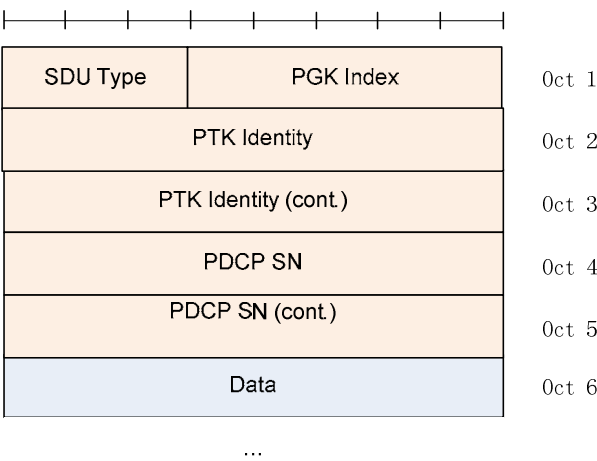 SDU Type PGK Index Oct 1
PTK Identity Oct 2
PTK Identity (cont.) Oct 3
PDCP SN Oct 4
PDCP SN (cont.) Oct 5
Data Oct 6
...